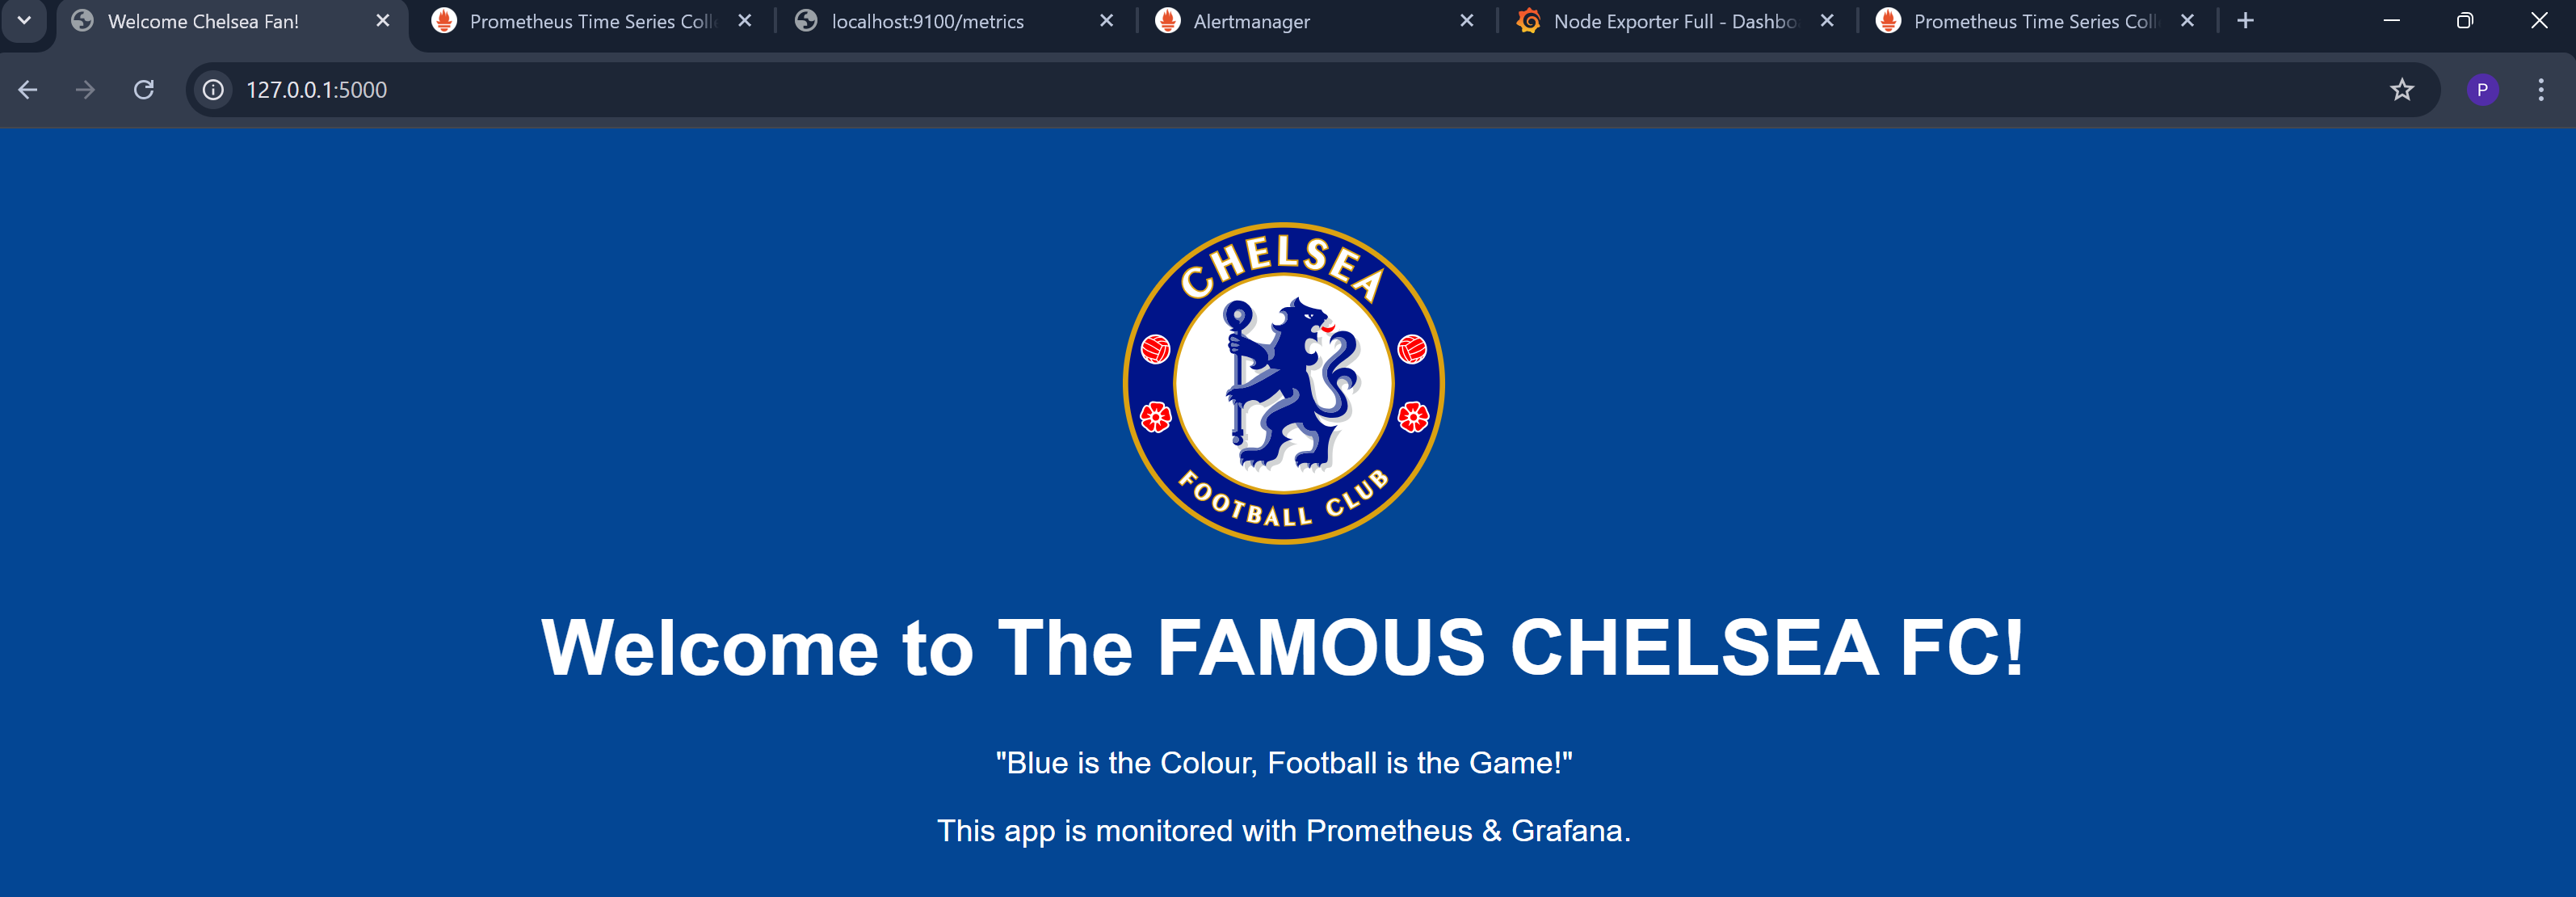 Welcome Chelsea Fan!
Prometheus Time Series Coll
localhost:9100/metrics
Alertmanager
Node Exporter Full - Dashbo
Prometheus Time Series Coll
127.0.0.1:5000
P
CHELSEA
FOOTBALL CLUB
Welcome to The FAMOUS CHELSEA FC!
"Blue is the Colour, Football is the Game!"
This app is monitored with Prometheus & Grafana.